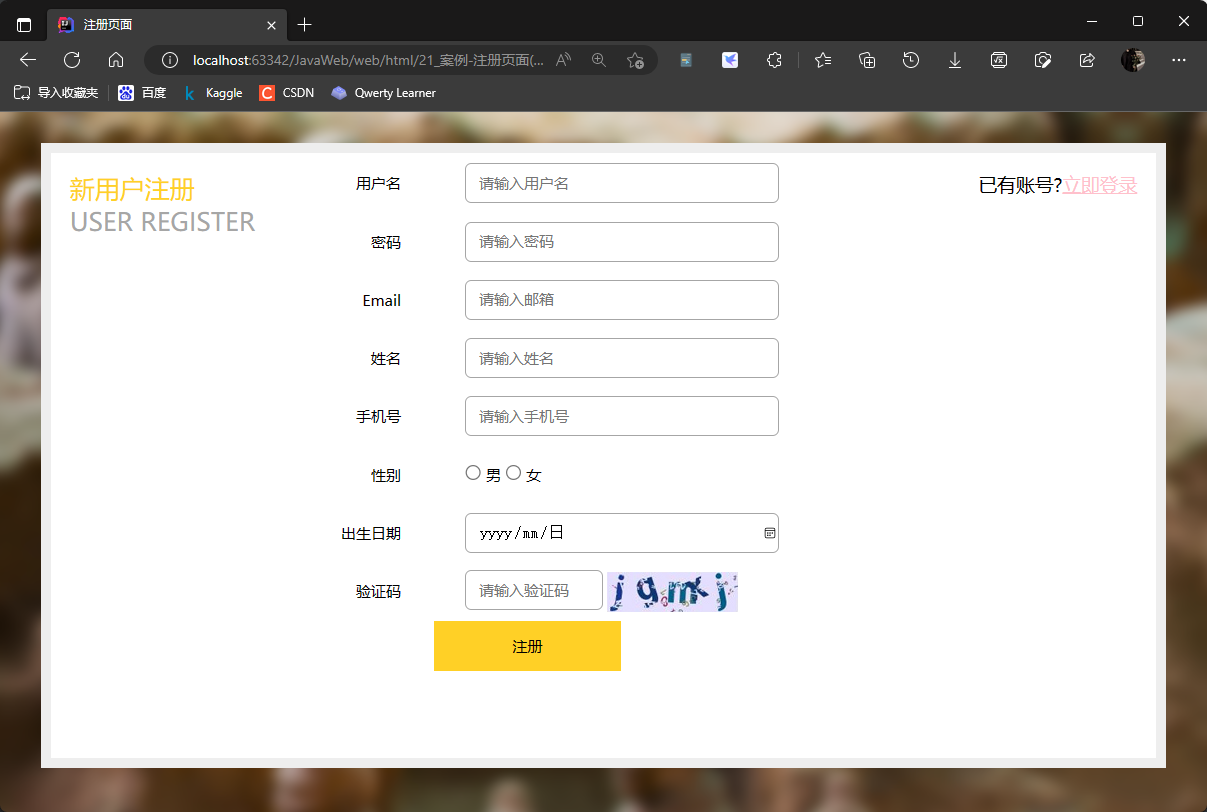 注册页面
localhost:63342/JavaWeb/web/html/21_案例-注册页面(...
导入收藏夹 百度 Kaggle CSDN Qwerty Learner
新用户注册
USER REGISTER
用户名 请输入用户名
已有账号?立即登录
密码 请输入密码
Email 请输入邮箱
姓名 请输入姓名
手机号 请输入手机号
性别 男 女
出生日期 yyyy/mm/日
验证码 请输入验证码
注册